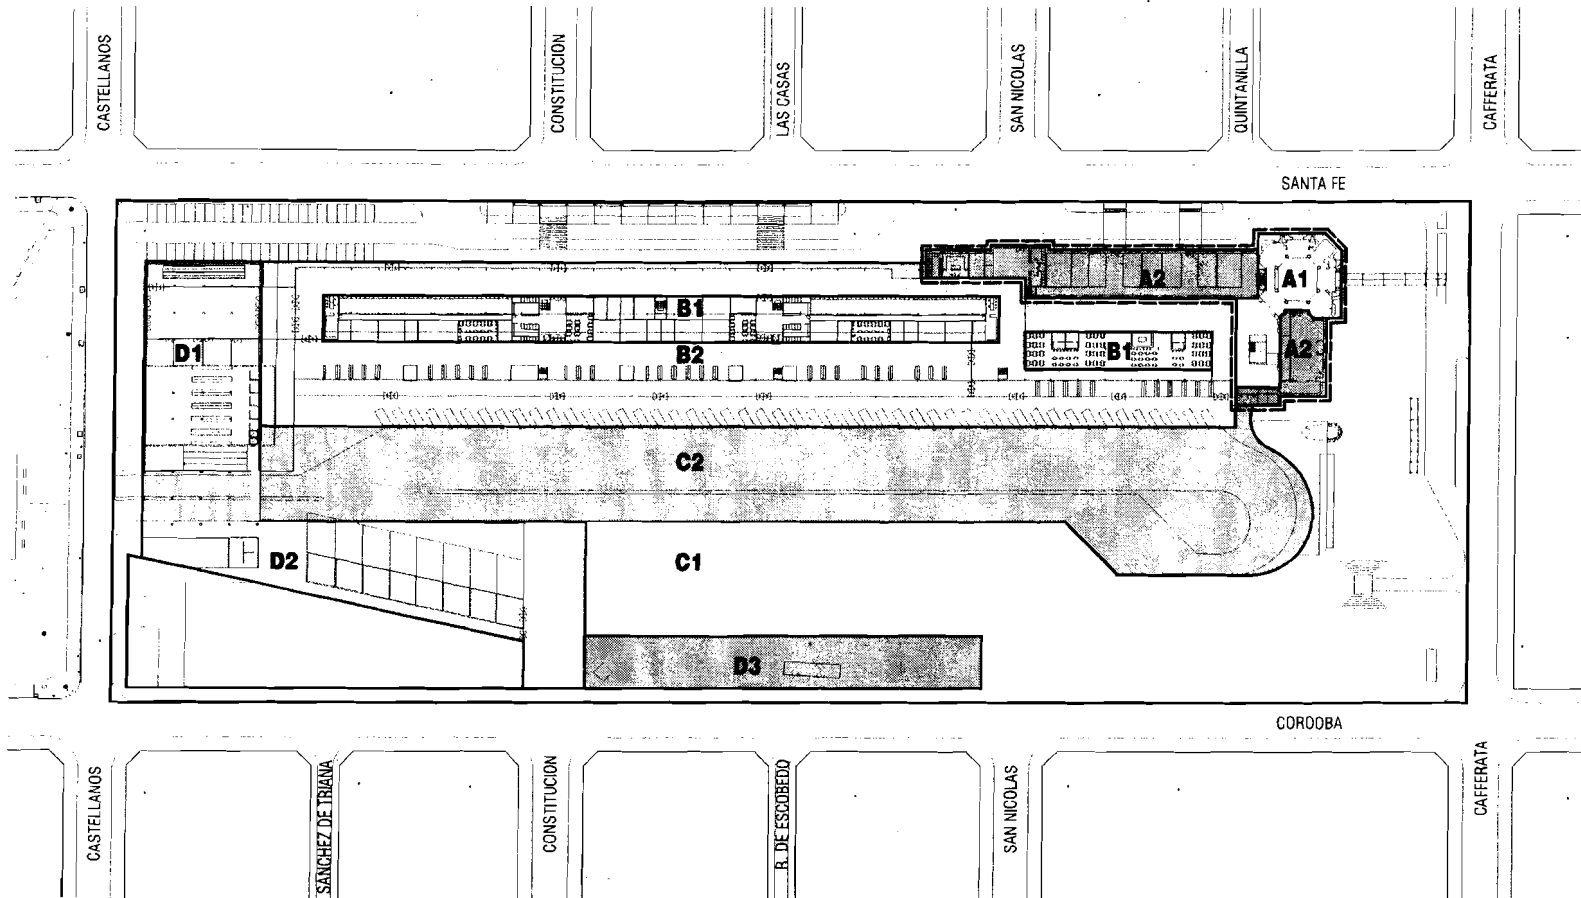 CASTELLANOS
CONSTITUCION
LAS CASAS
SAN NICOLAS
QUINTANILLA
CAFFERATA
SANTA FE
A1
A2
B1
D1
B2
B1
A2
C2
D2
C1
D3
CORDOBA
CASTELLANOS
SANCHEZ DE TRIANA
CONSTITUCION
R. DE ESCOBEDO
SAN NICOLAS
CAFFERATA